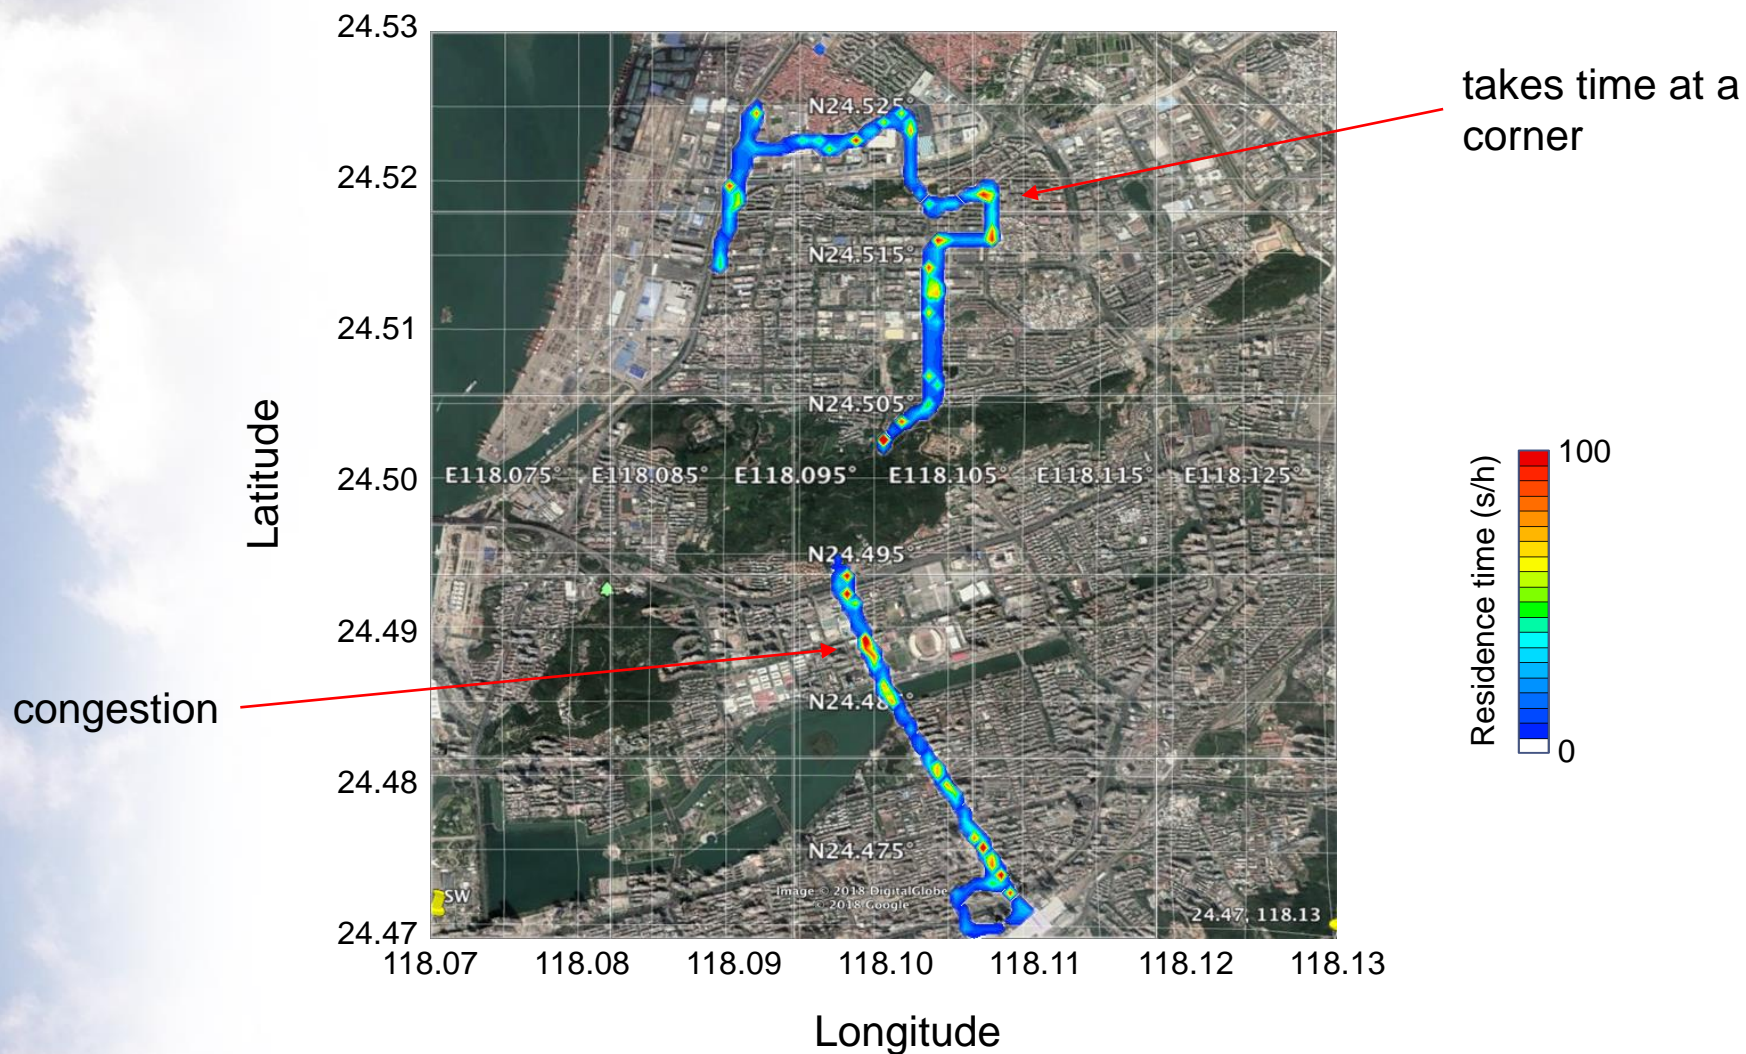 24.53
24.52
24.51
24.50
24.49
24.48
24.47
Latitude
N24.525°
N24.515°
N24.505°
E118.075°
E118.085°
E118.095°
E118.105°
E118.115°
E118.125°
N24.495°
N24.475°
Image © 2018 DigitalGlobe
© 2018 Google
SW
24.47, 118.13
takes time at a
corner
congestion
Residence time (s/h)
100
0
118.07
118.08
118.09
118.10
118.11
118.12
118.13
Longitude